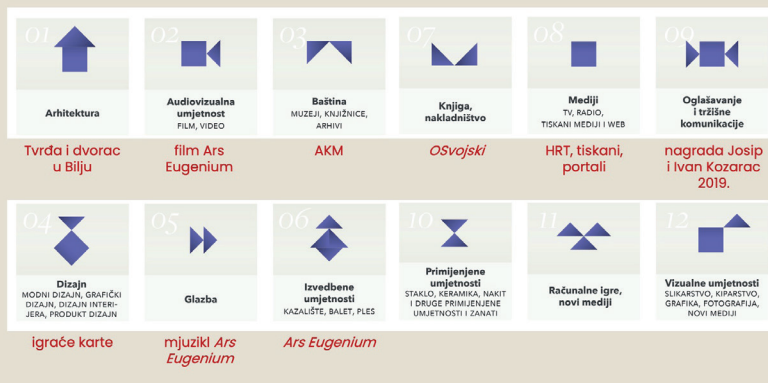 01
Arhitektura
Tvrđa i dvorac
u Bilju
02
Audiovizualna
umjetnost
FILM, VIDEO
film Ars
Eugenium
03
Baština
MUZEJI, KNJIŽNICE,
ARHIVI
AKM
07
Knjiga,
nakladništvo
OSvojski
08
Mediji
TV, RADIO,
TISKANI MEDIJI I WEB
HRT, tiskani,
portali
09
Oglašavanje
i tržišne
komunikacije
nagrada Josip
i Ivan Kozarac
2019.
04
Dizajn
MODNI DIZAJN, GRAFIČKI
DIZAJN, DIZAJN INTERI-
JERA, PRODUKT DIZAJN
igraće karte
05
Glazba
mjuzikl Ars
Eugenium
06
Izvedbene
umjetnosti
KAZALIŠTE, BALET, PLES
Ars Eugenium
10
Primijenjene
umjetnosti
STAKLO, KERAMIKA, NAKIT
I DRUGE PRIMIJENJENE
UMJETNOSTI I ZANATI
11
Računalne igre,
novi mediji
12
Vizualne umjetnosti
SLIKARSTVO, KIPARSTVO,
GRAFIKA, FOTOGRAFIJA,
NOVI MEDIJI